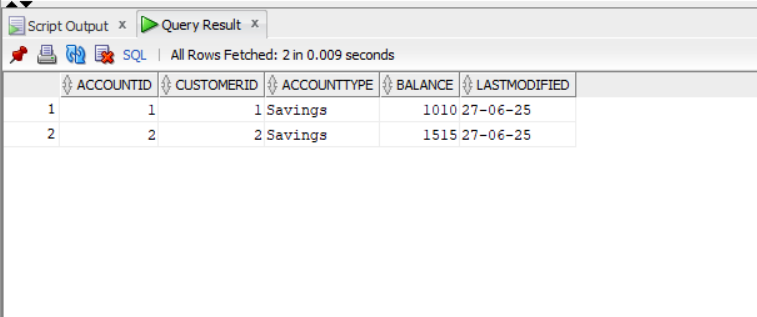 Script Output x Query Result x
SQL | All Rows Fetched: 2 in 0.009 seconds
ACCOUNTID CUSTOMERID ACCOUNTTYPE BALANCE LASTMODIFIED
1 1 1 Savings 1010 27-06-25
2 2 2 Savings 1515 27-06-25